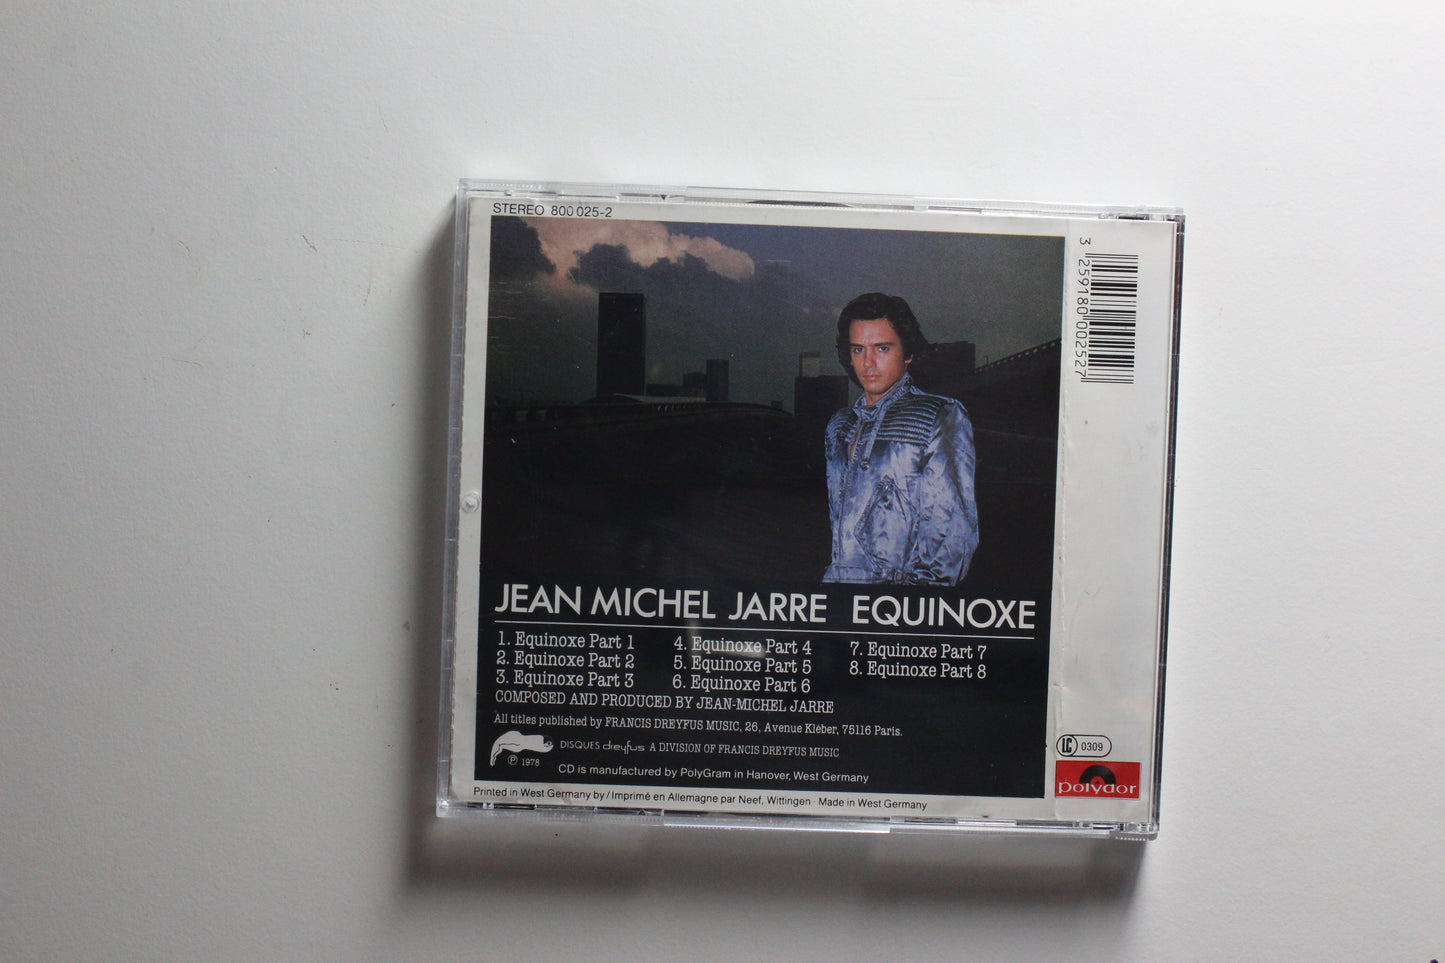 STEREO 800 025-2
3 259180 002527
JEAN MICHEL JARRE EQUINOXE
1. Equinoxe Part 1
2. Equinoxe Part 2
3. Equinoxe Part 3
4. Equinoxe Part 4
5. Equinoxe Part 5
6. Equinoxe Part 6
7. Equinoxe Part 7
8. Equinoxe Part 8
COMPOSED AND PRODUCED BY JEAN-MICHEL JARRE
All titles published by FRANCIS DREYFUS MUSIC, 26, Avenue Kléber, 75116 Paris.
DISQUES dreyfus A DIVISION OF FRANCIS DREYFUS MUSIC
℗ 1978
CD is manufactured by PolyGram in Hanover, West Germany
Printed in West Germany by / Imprimé en Allemagne par Neef, Wittingen · Made in West Germany
LC 0309
polydor